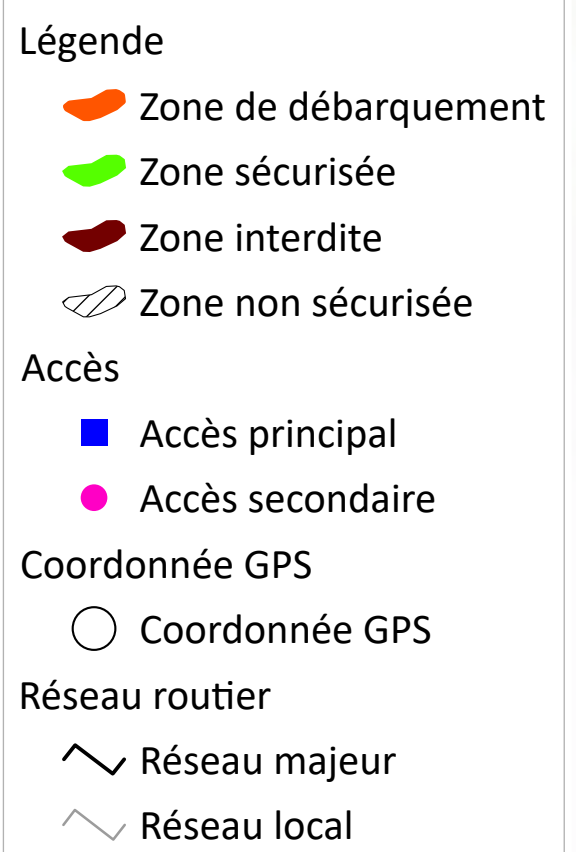 Légende
Zone de débarquement
Zone sécurisée
Zone interdite
Zone non sécurisée
Accès
Accès principal
Accès secondaire
Coordonnée GPS
Coordonnée GPS
Réseau routier
Réseau majeur
Réseau local